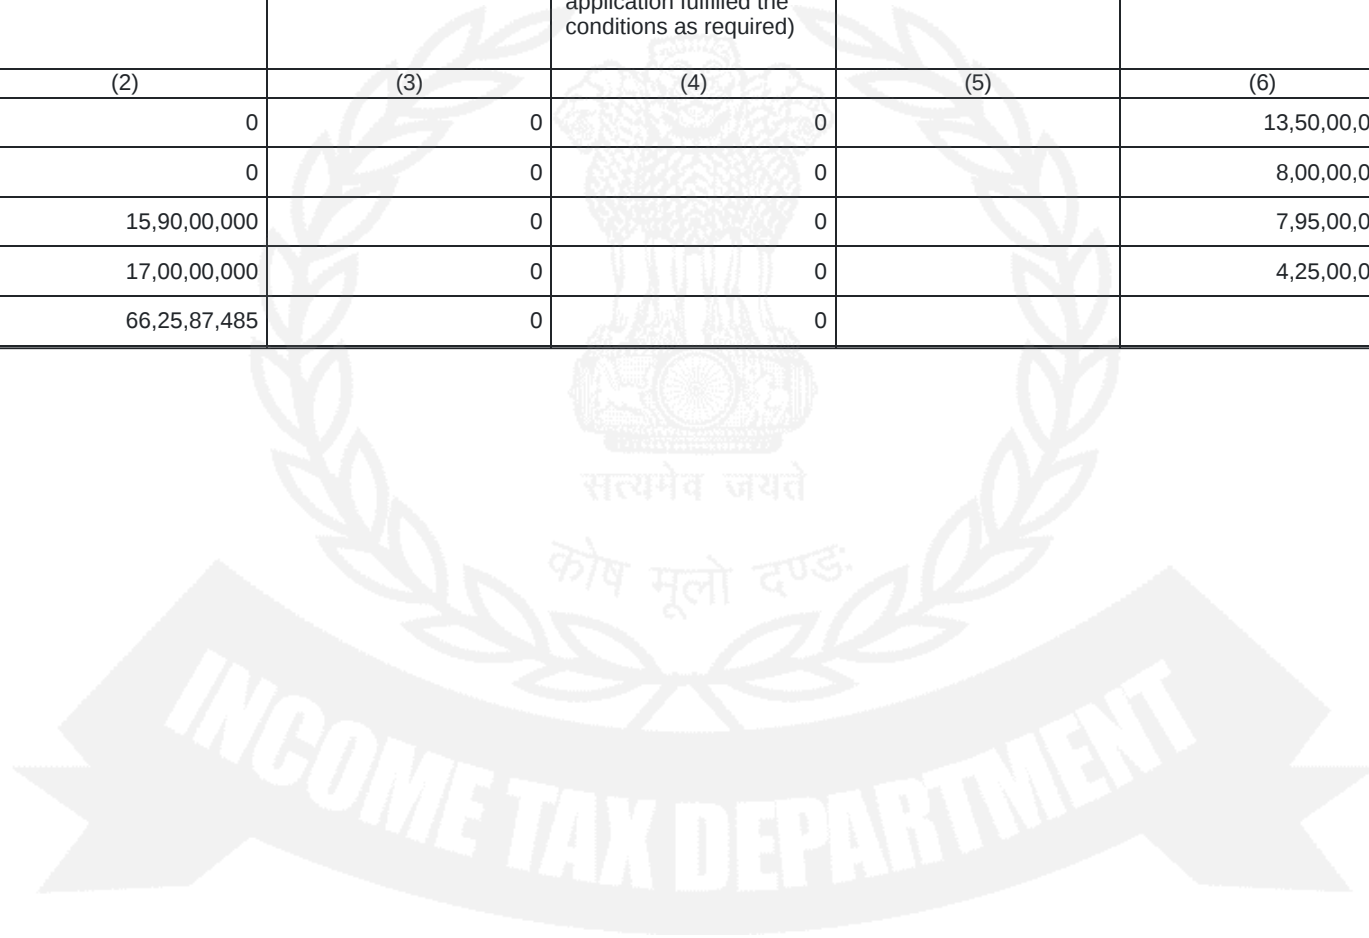 application fulfilled the
conditions as required)
(2) (3) (4) (5) (6)
0 0 0 13,50,00,0
0 0 0 8,00,00,0
15,90,00,000 0 0 7,95,00,0
17,00,00,000 0 0 4,25,00,0
66,25,87,485 0 0
सत्यमेव जयते
कोष मूलो दण्डः
INCOME TAX DEPARTMENT